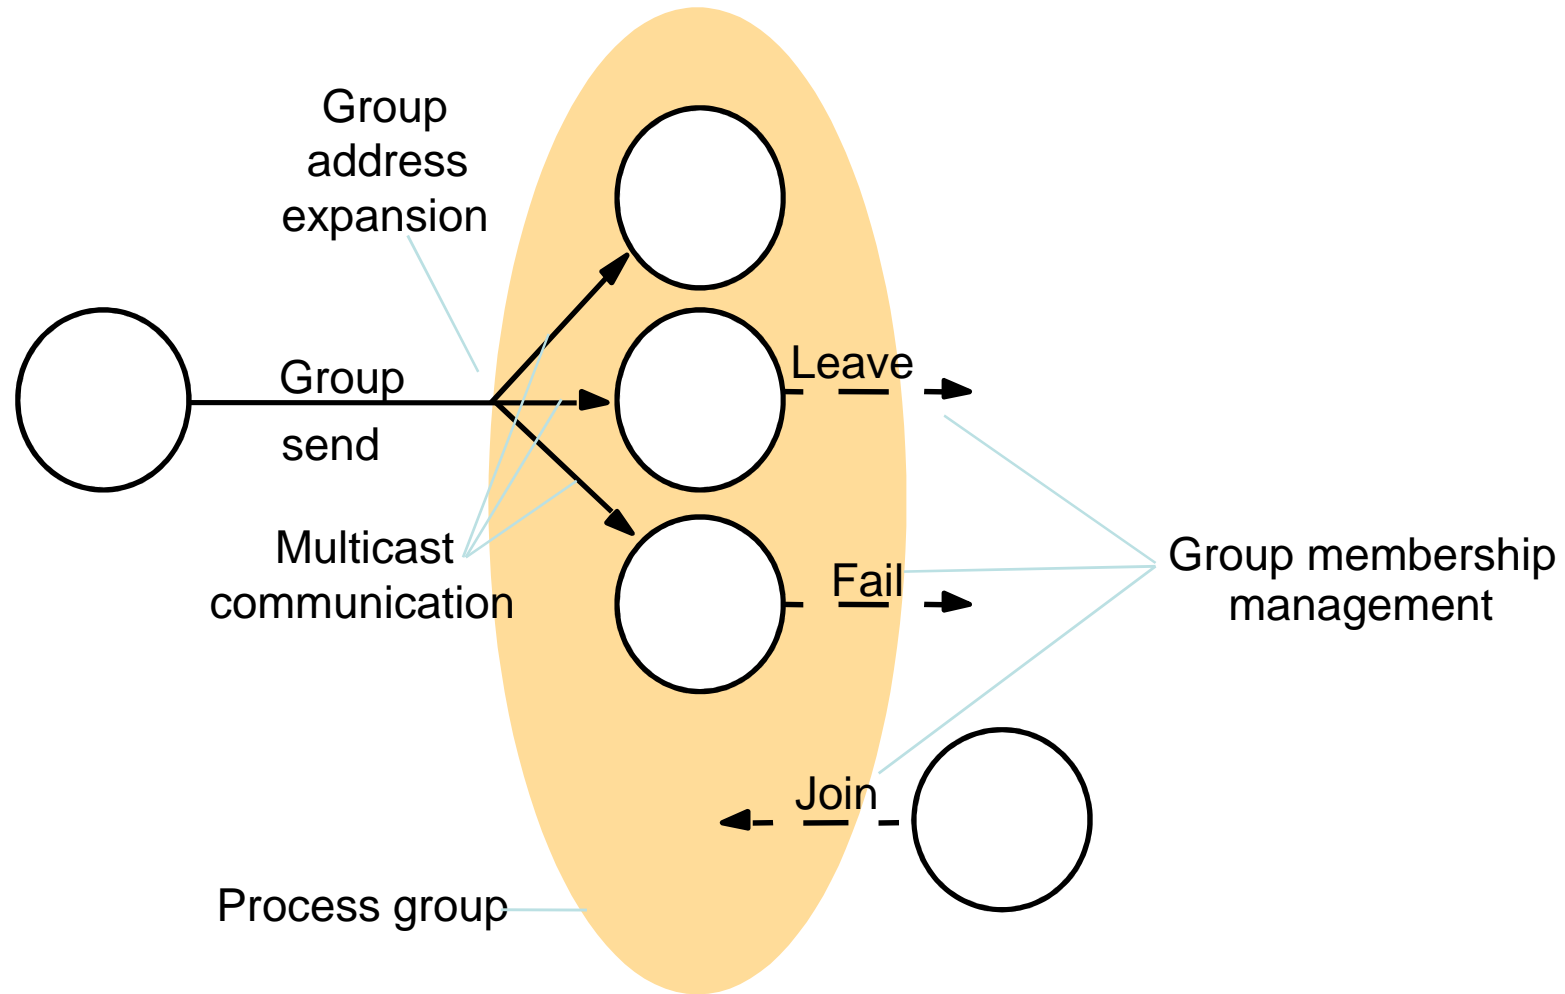 Group
address
expansion
Group
send
Leave
Multicast
communication
Fail
Group membership
management
Join
Process group